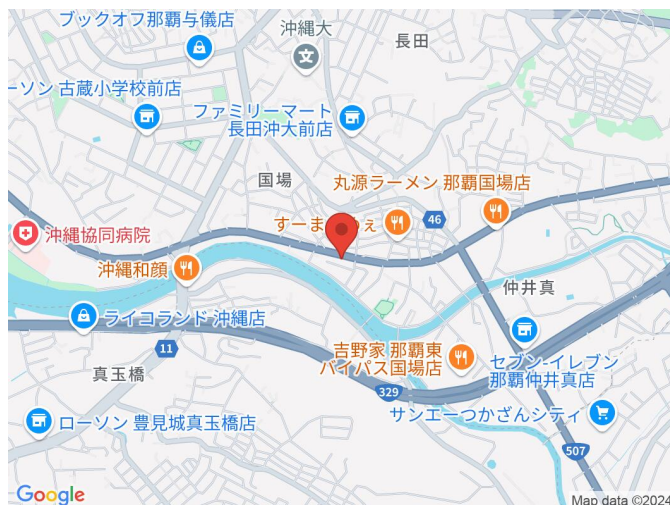 ブックオフ那覇与儀店
沖縄大
長田
ーソン 古蔵小学校前店
ファミリーマート
長田沖大前店
国場
丸源ラーメン 那覇国場店
すーま
ぇ
46
沖縄協同病院
沖縄和顔
仲井真
ライコランド 沖縄店
11
真玉橋
吉野家 那覇東
バイパス国場店
セブン-イレブン
那覇仲井真店
329
ローソン 豊見城真玉橋店
サンエーつかざんシティ
507
Google
Map data ©2024